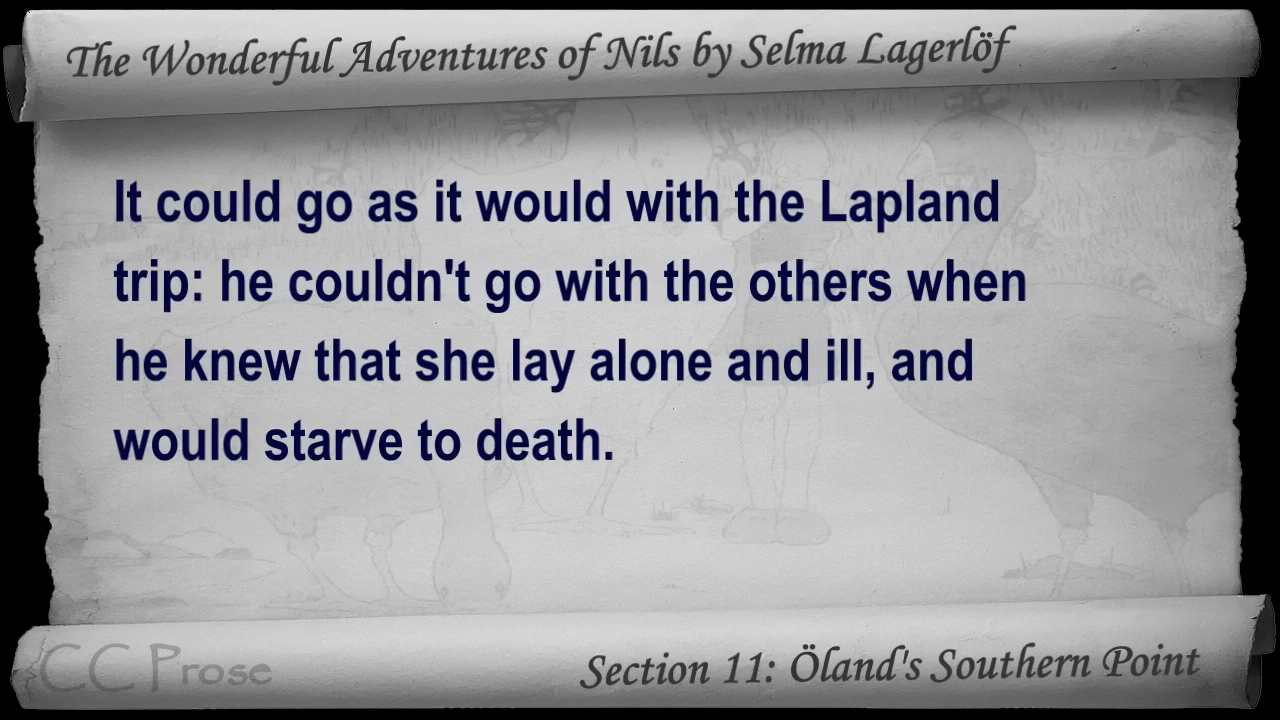 The Wonderful Adventures of Nils by Selma Lagerlöf
It could go as it would with the Lapland
trip: he couldn't go with the others when
he knew that she lay alone and ill, and
would starve to death.
CC Prose
Section 11: Öland's Southern Point